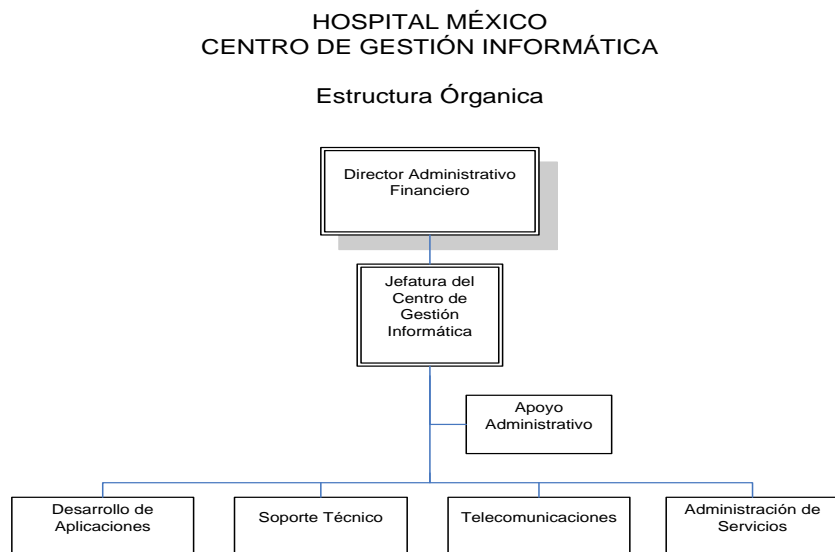 HOSPITAL MÉXICO
CENTRO DE GESTIÓN INFORMÁTICA
Estructura Órganica
Director Administrativo
Financiero
Jefatura del
Centro de
Gestión
Informática
Apoyo
Administrativo
Desarrollo de
Aplicaciones
Soporte Técnico
Telecomunicaciones
Administración de
Servicios